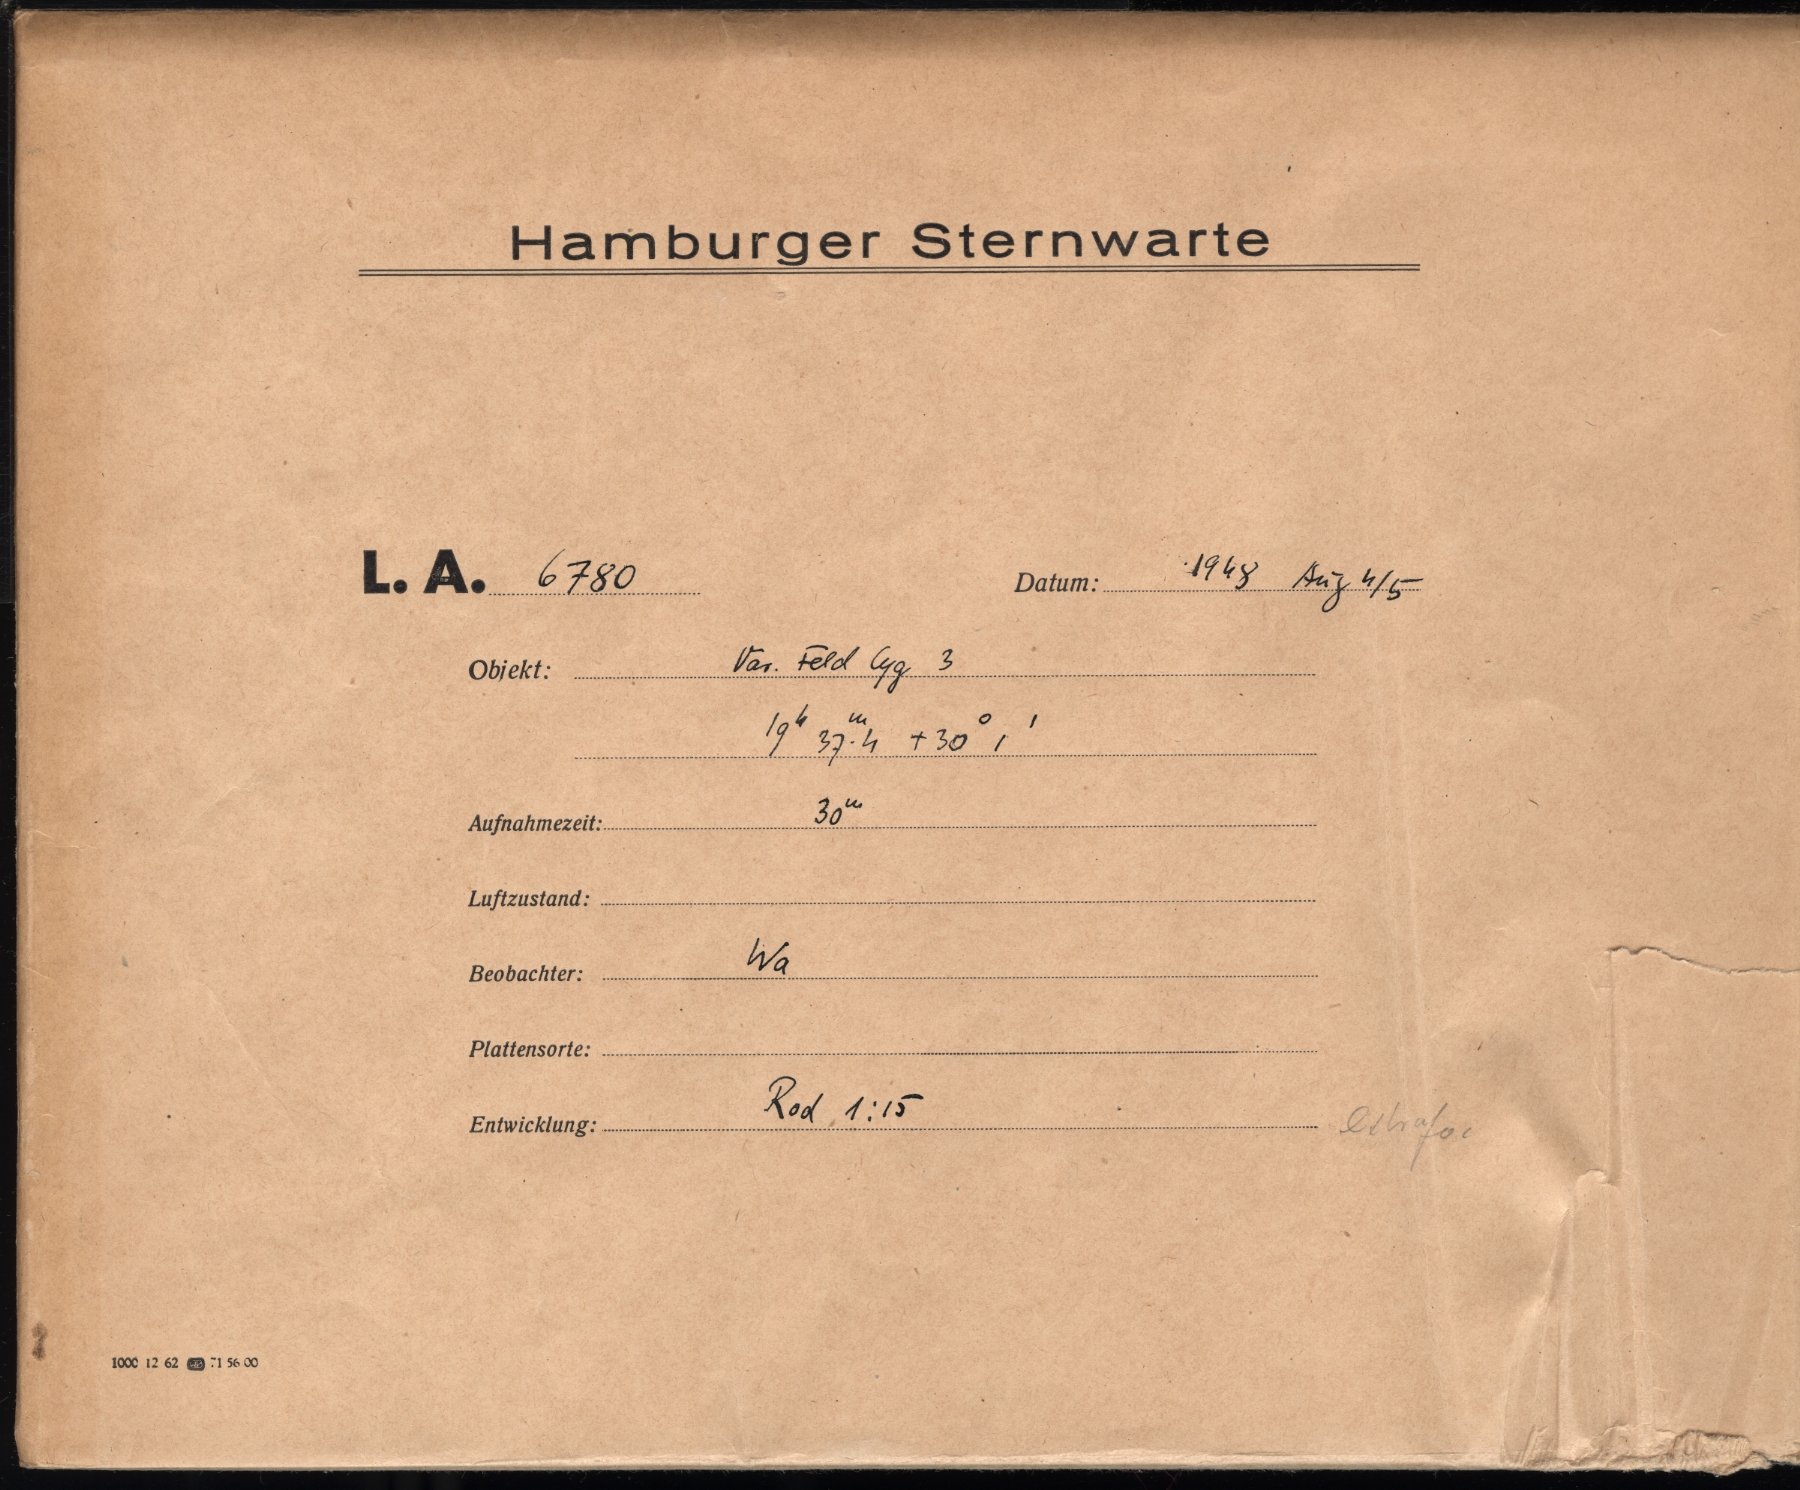 Hamburger Sternwarte
L. A. 6780 Datum: 1948 Aug 4/5
Objekt: Var. Feld Cyg 3
19h 37m.4 +30° 1'
Aufnahmezeit: 30m
Luftzustand:
Beobachter: Wa
Plattensorte:
Entwicklung: Rod 1:15
1000 12 62 71 56 00